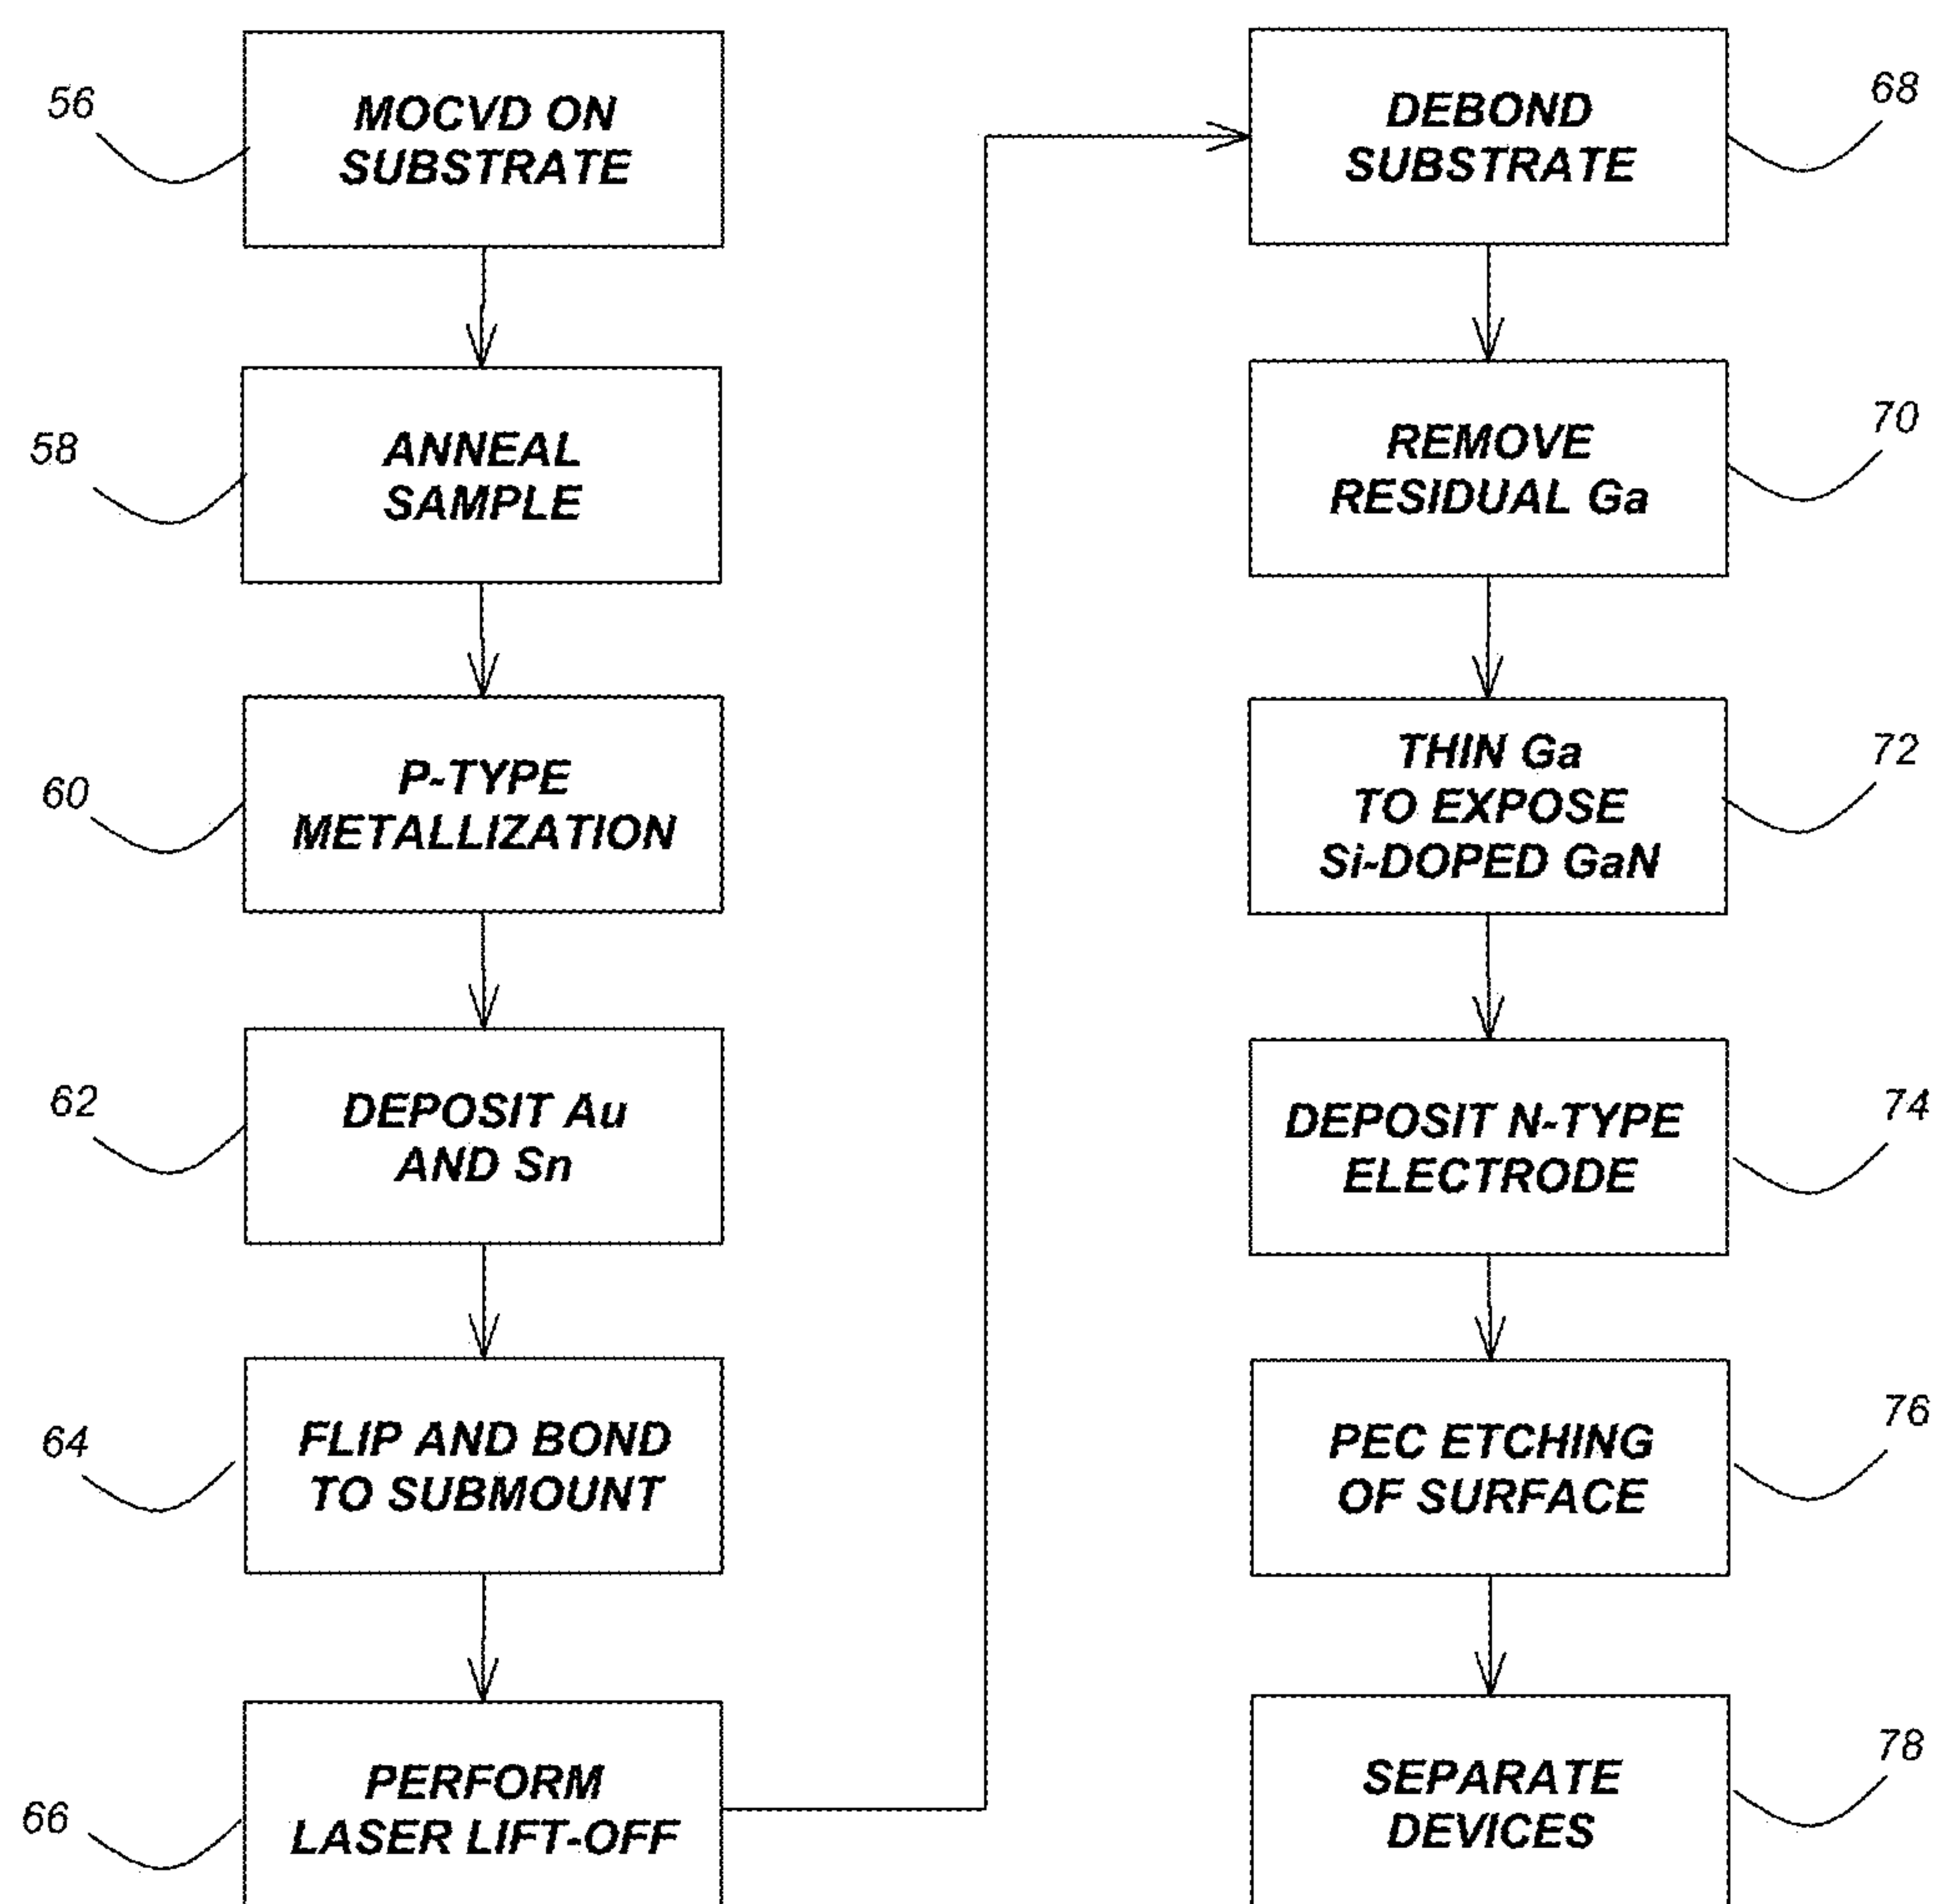 56
MOCVD ON
SUBSTRATE
58
ANNEAL
SAMPLE
60
P-TYPE
METALLIZATION
62
DEPOSIT Au
AND Sn
64
FLIP AND BOND
TO SUBMOUNT
66
PERFORM
LASER LIFT-OFF
68
DEBOND
SUBSTRATE
70
REMOVE
RESIDUAL Ga
72
THIN Ga
TO EXPOSE
Si-DOPED GaN
74
DEPOSIT N-TYPE
ELECTRODE
76
PEC ETCHING
OF SURFACE
78
SEPARATE
DEVICES